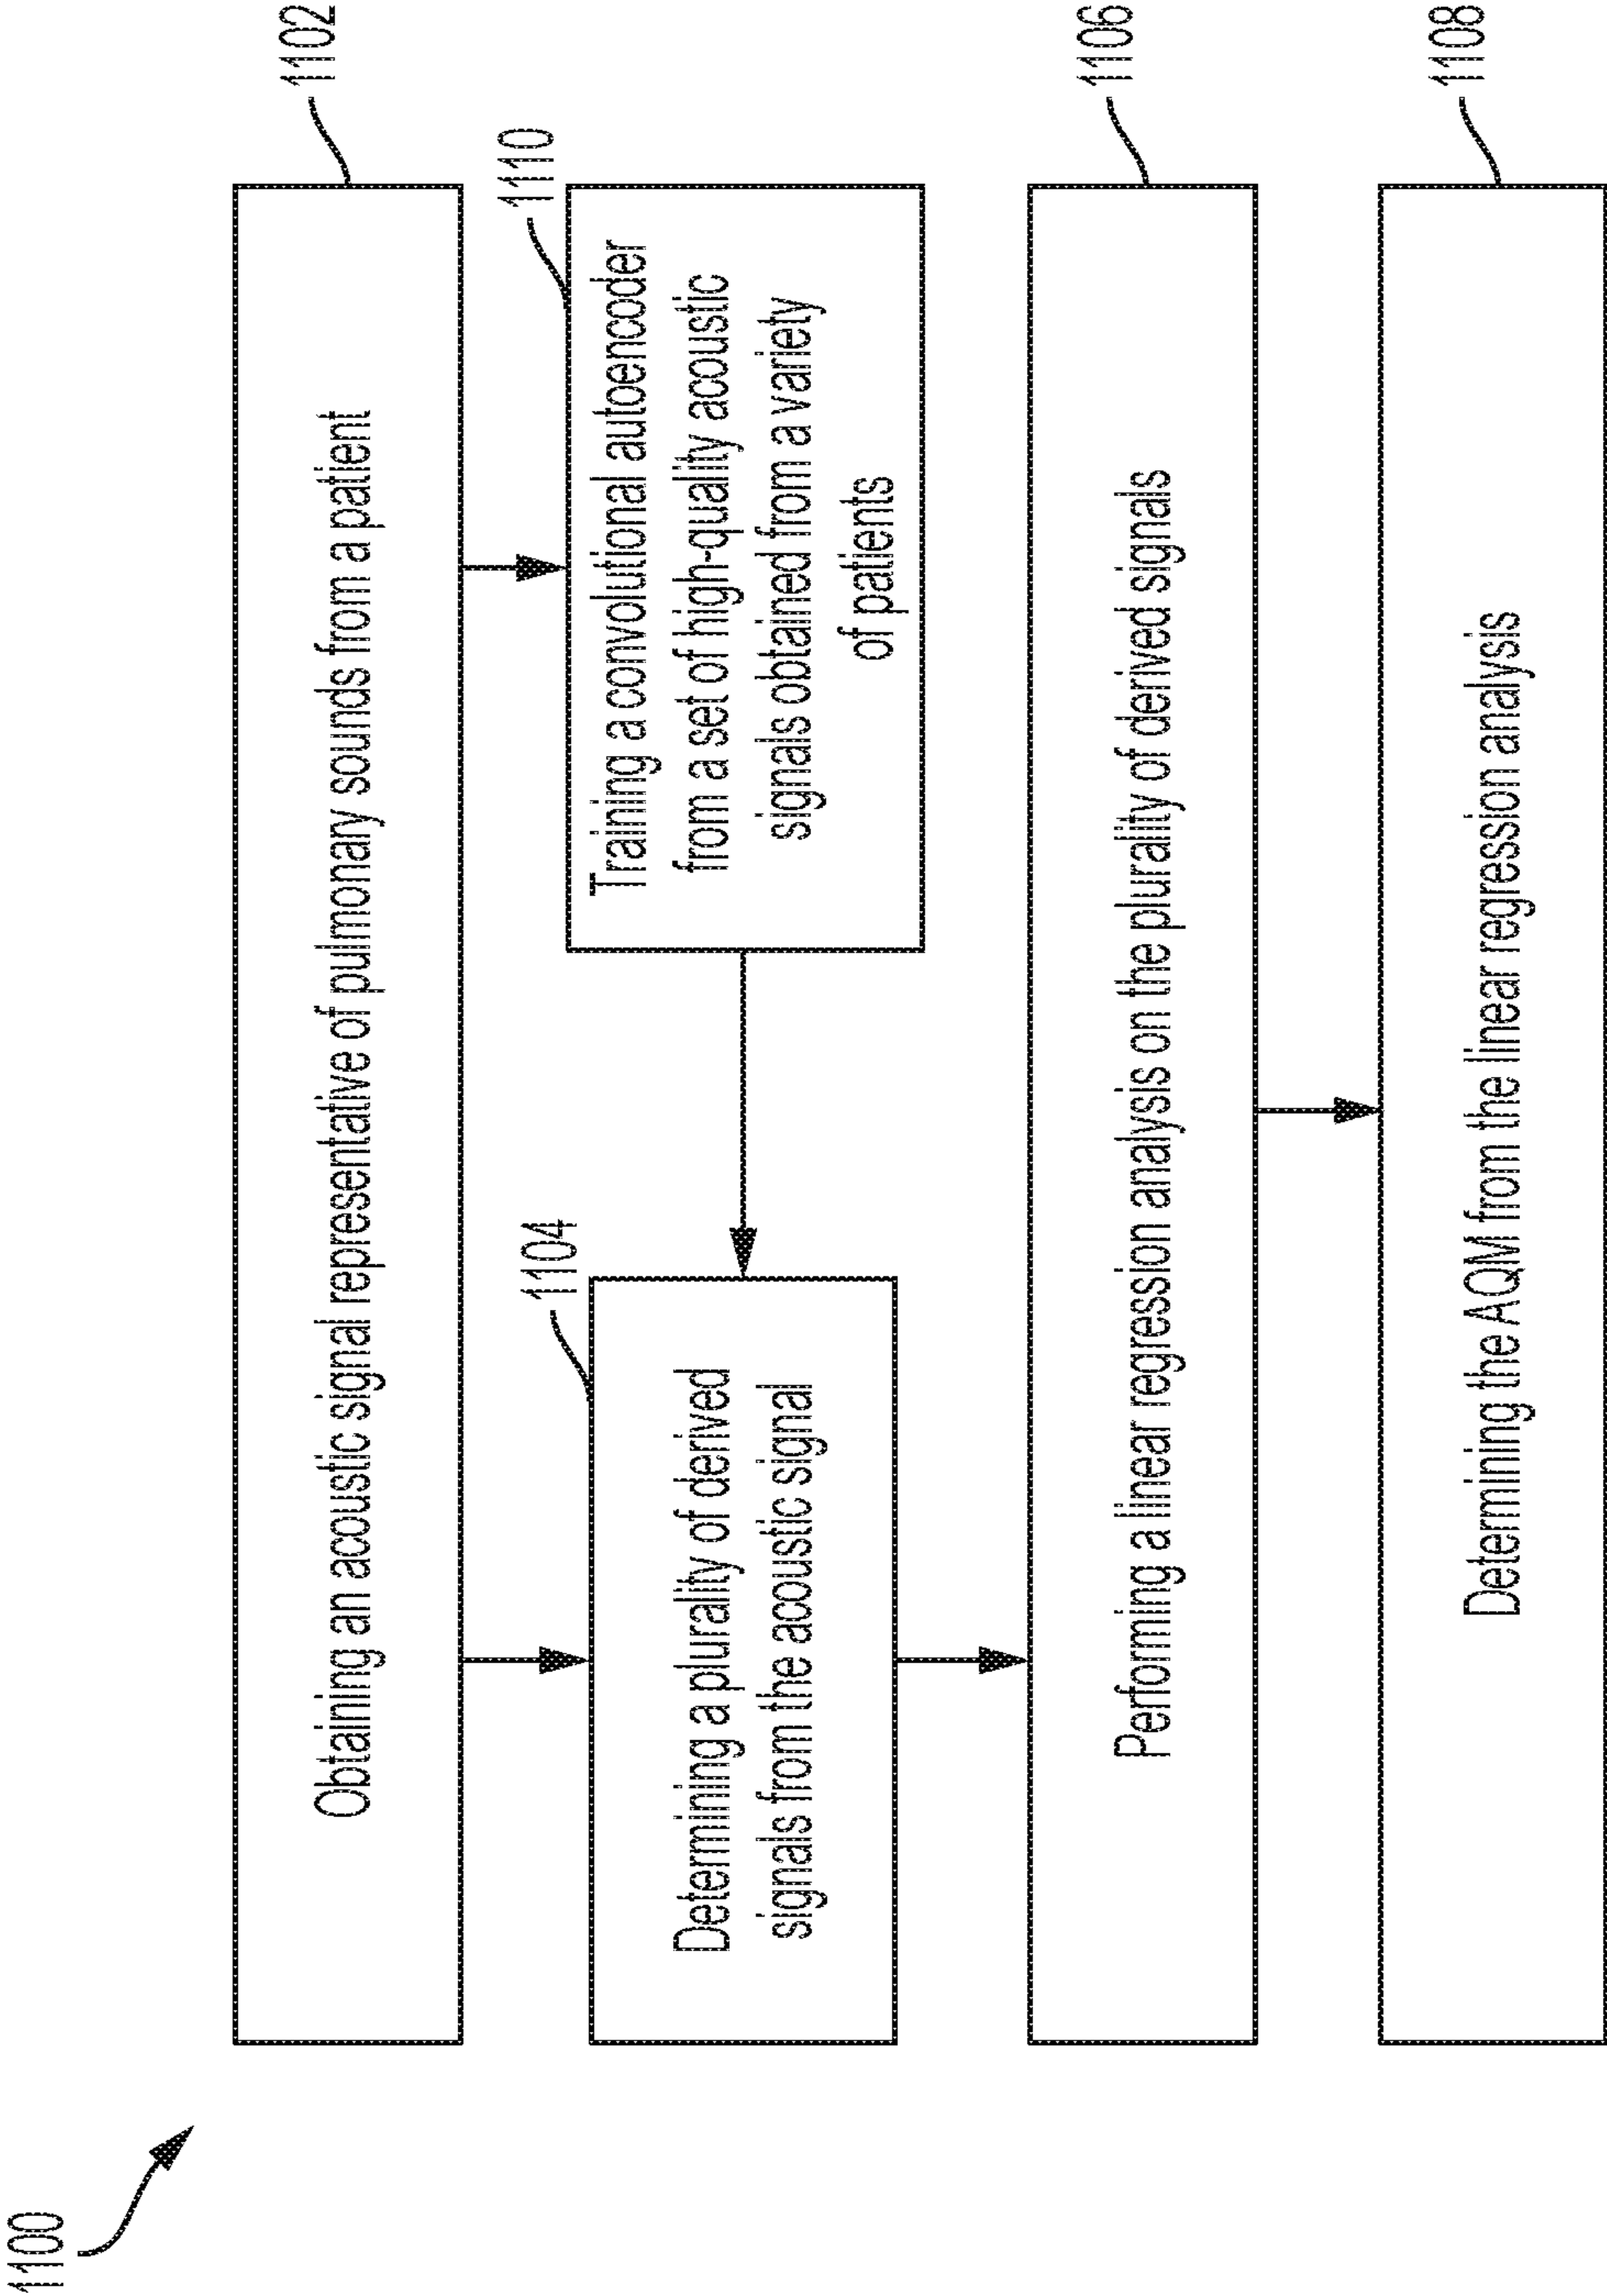 1100
1102
Obtaining an acoustic signal representative of pulmonary sounds from a patient
1104
Determining a plurality of derived
signals from the acoustic signal
1110
Training a convolutional autoencoder
from a set of high-quality acoustic
signals obtained from a variety
of patients
1106
Performing a linear regression analysis on the plurality of derived signals
1108
Determining the AQM from the linear regression analysis